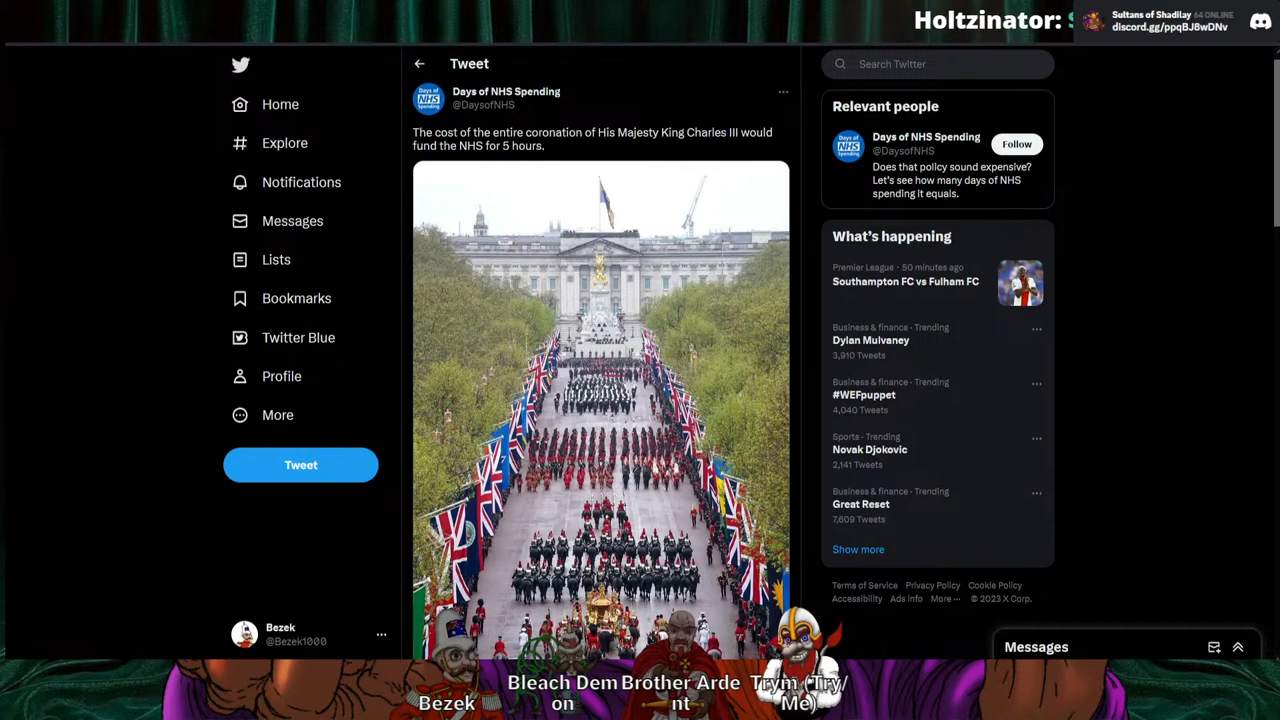 Holtzinator:
Sultans of Shadilay 64 ONLINE
discord.gg/ppqBJ8wDNv
Home
Explore
Notifications
Messages
Lists
Bookmarks
Twitter Blue
Profile
More
Tweet
Bezek
@Bezek1000
Tweet
Days of NHS Spending
@DaysofNHS
The cost of the entire coronation of His Majesty King Charles III would
fund the NHS for 5 hours.
Search Twitter
Relevant people
Days of NHS Spending
@DaysofNHS
Follow
Does that policy sound expensive?
Let's see how many days of NHS
spending it equals.
What's happening
Premier League · 50 minutes ago
Southampton FC vs Fulham FC
Business & finance · Trending
Dylan Mulvaney
3,910 Tweets
Business & finance · Trending
#WEFpuppet
4,040 Tweets
Sports · Trending
Novak Djokovic
2,141 Tweets
Business & finance · Trending
Great Reset
7,609 Tweets
Show more
Terms of Service Privacy Policy Cookie Policy
Accessibility Ads info More ··· © 2023 X Corp.
Messages
Bezek
Bleach Dem
on
Brother Arde
nt
Trym (Try/
Me)